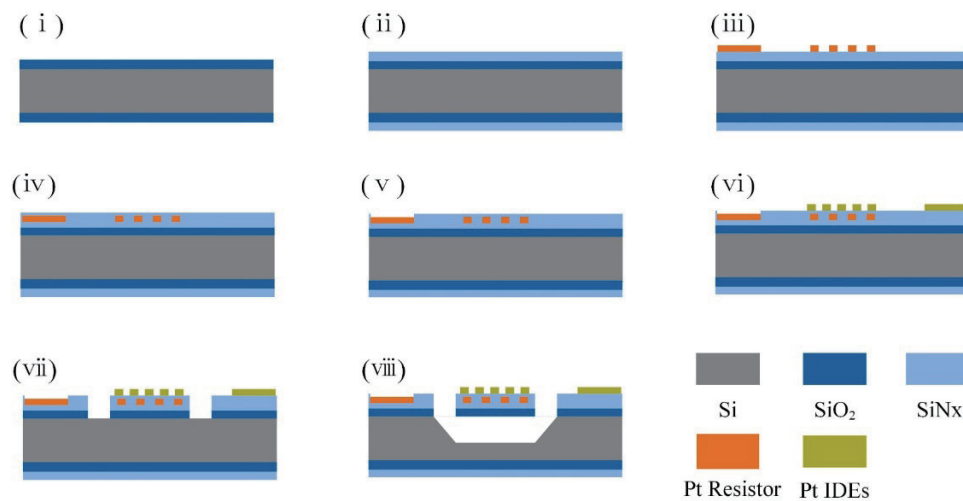 (ⅰ) (ⅱ) (ⅲ)
(ⅳ) (ⅴ) (ⅵ)
(ⅶ) (ⅷ)
Si SiO₂ SiNx
Pt Resistor Pt IDEs